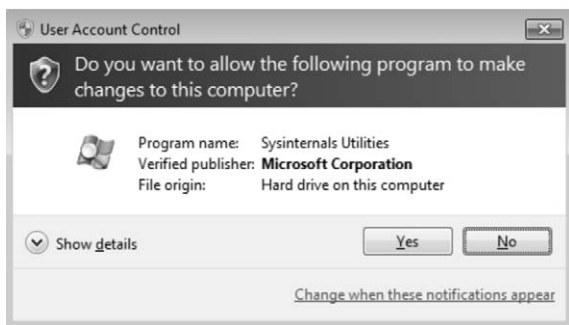 User Account Control
Do you want to allow the following program to make
changes to this computer?
Program name: Sysinternals Utilities
Verified publisher: Microsoft Corporation
File origin: Hard drive on this computer
Show details
Yes
No
Change when these notifications appear